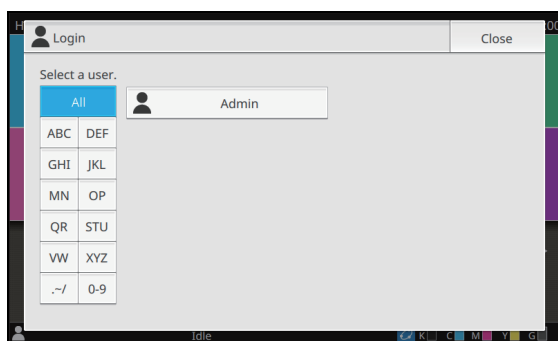 H
Login
Close
00
Select a user.
All
Admin
ABC DEF
GHI JKL
MN OP
QR STU
VW XYZ
.~/ 0-9
Idle
K C M Y G